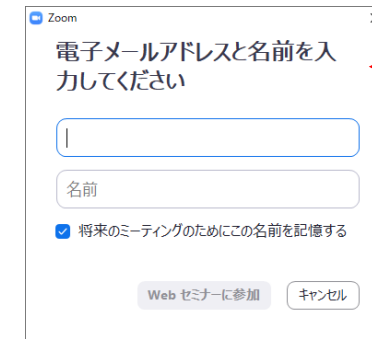 Zoom
電子メールアドレスと名前を入
力してください
名前
将来のミーティングのためにこの名前を記憶する
Web セミナーに参加
キャンセル